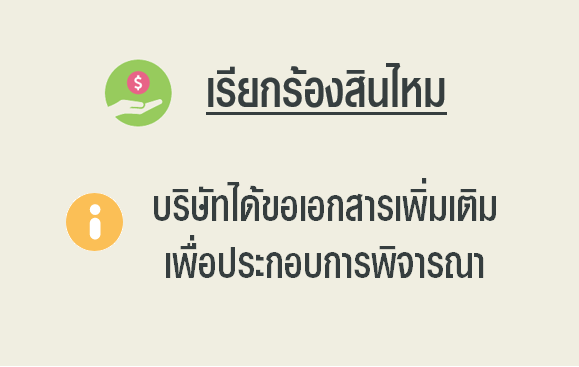 $
เรียกร้องสินไหม
บริษัทได้ขอเอกสารเพิ่มเติม
เพื่อประกอบการพิจารณา